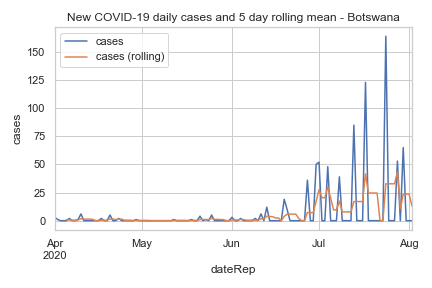 New COVID-19 daily cases and 5 day rolling mean - Botswana
cases
cases (rolling)
150
125
100
75
50
25
0
cases
Apr
2020
May
Jun
Jul
Aug
dateRep